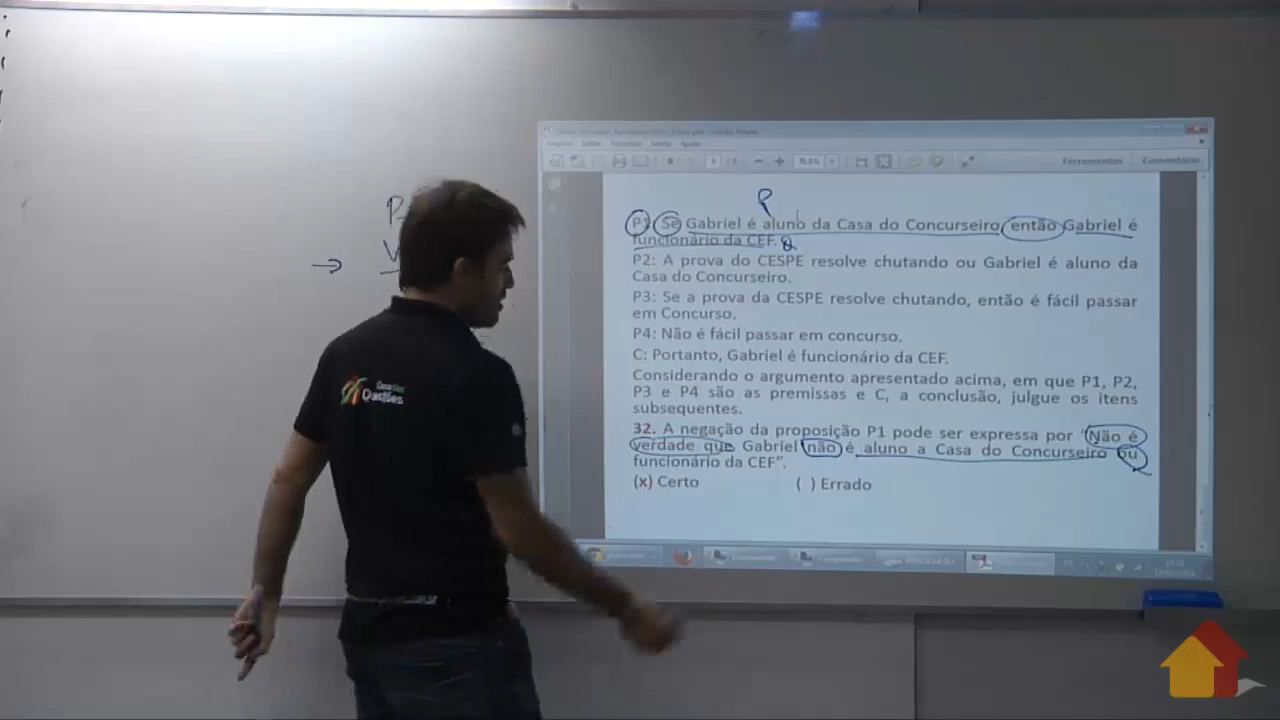 Ferramentas Comentário
P
P1 Se Gabriel é aluno da Casa do Concurseiro, então Gabriel é
funcionário da CEF. Q
P2: A prova do CESPE resolve chutando ou Gabriel é aluno da
Casa do Concurseiro.
P3: Se a prova da CESPE resolve chutando, então é fácil passar
em Concurso.
P4: Não é fácil passar em concurso.
C: Portanto, Gabriel é funcionário da CEF.
Considerando o argumento apresentado acima, em que P1, P2,
P3 e P4 são as premissas e C, a conclusão, julgue os itens
subsequentes.
32. A negação da proposição P1 pode ser expressa por “Não é
verdade que Gabriel não é aluno a Casa do Concurseiro ou
funcionário da CEF”.
(x) Certo ( ) Errado
P
V
→
Casa das
Questões